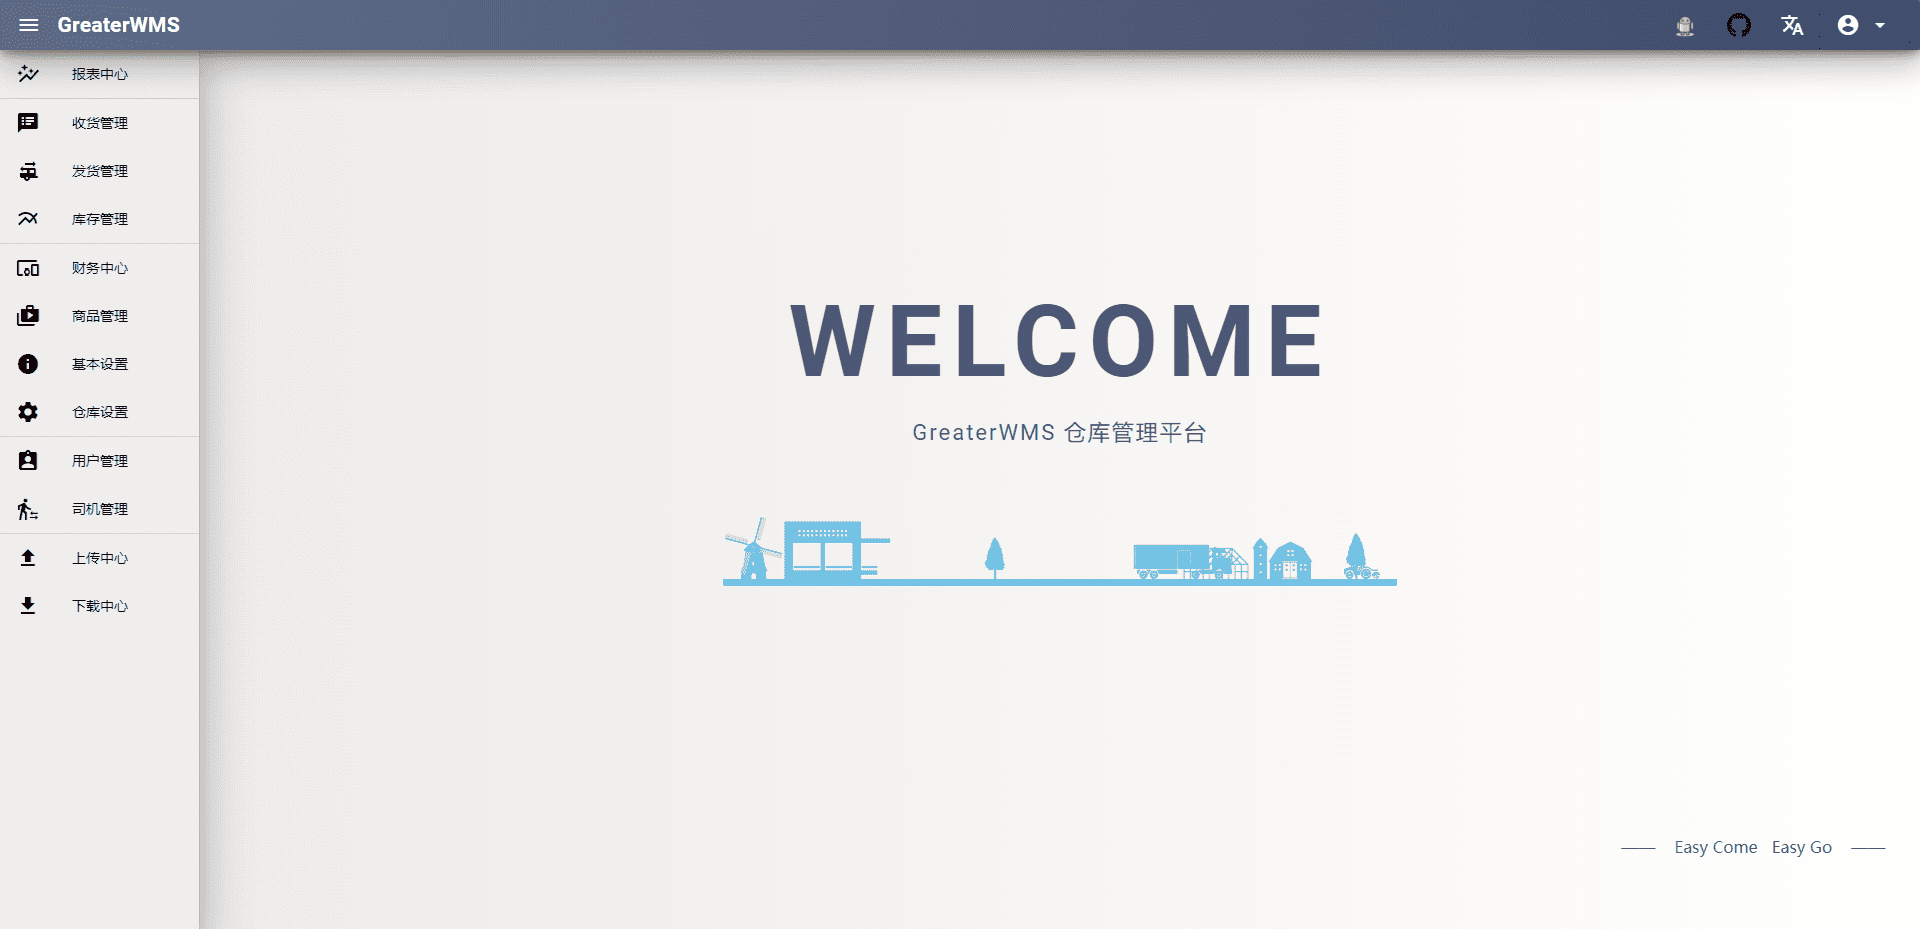 GreaterWMS
报表中心
收货管理
发货管理
库存管理
财务中心
商品管理
基本设置
仓库设置
用户管理
司机管理
上传中心
下载中心
WELCOME
GreaterWMS 仓库管理平台
Easy Come Easy Go